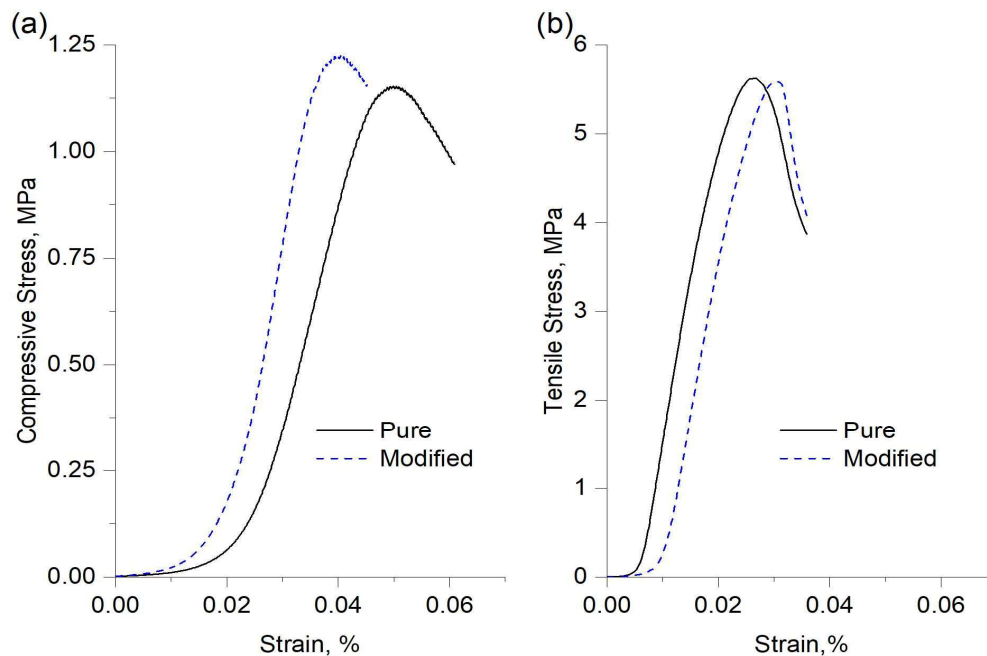 (a)
1.25
1.00
0.75
0.50
0.25
0.00
Compressive Stress, MPa
Pure
Modified
0.00
0.02
0.04
0.06
Strain, %
(b)
6
5
4
3
2
1
0
Tensile Stress, MPa
Pure
Modified
0.00
0.02
0.04
0.06
Strain,%